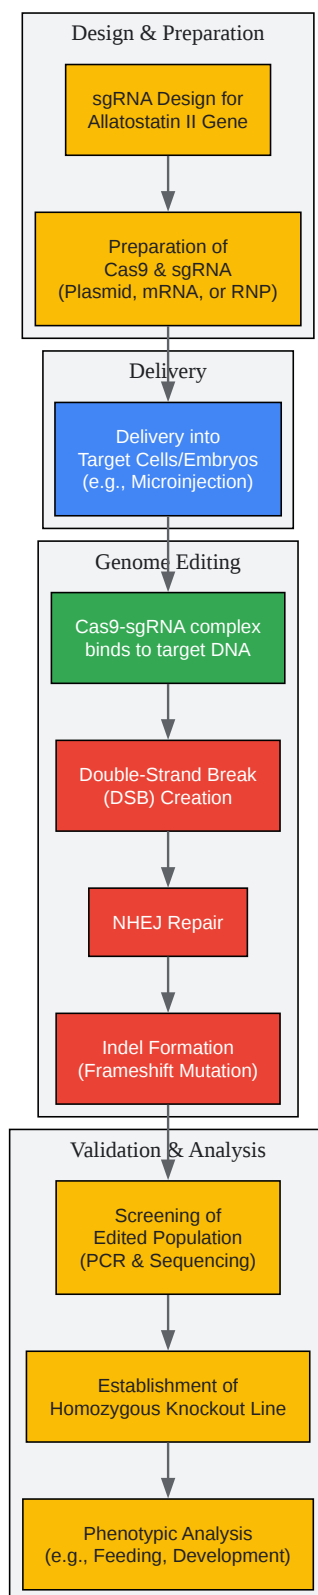 Design & Preparation
sgRNA Design for
Allatostatin II Gene
Preparation of
Cas9 & sgRNA
(Plasmid, mRNA, or RNP)
Delivery
Delivery into
Target Cells/Embryos
(e.g., Microinjection)
Genome Editing
Cas9-sgRNA complex
binds to target DNA
Double-Strand Break
(DSB) Creation
NHEJ Repair
Indel Formation
(Frameshift Mutation)
Validation & Analysis
Screening of
Edited Population
(PCR & Sequencing)
Establishment of
Homozygous Knockout Line
Phenotypic Analysis
(e.g., Feeding, Development)